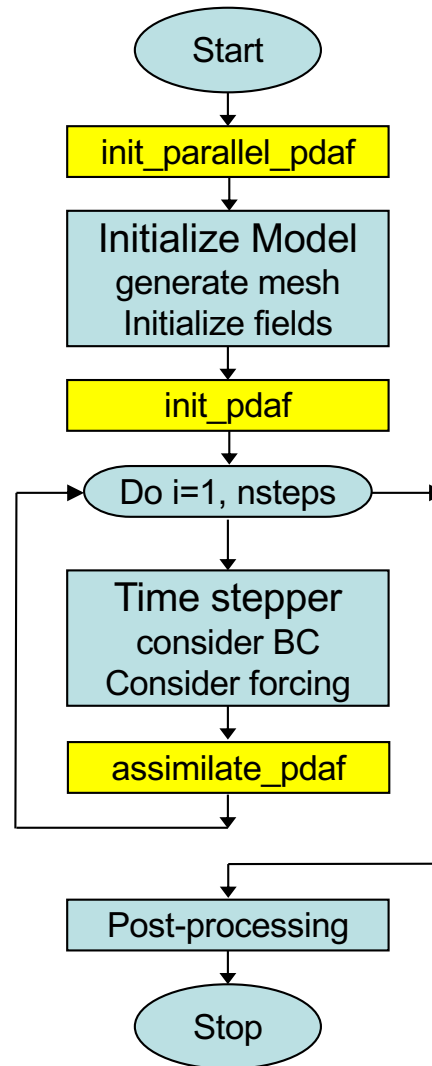 Start
init_parallel_pdaf
Initialize Model
generate mesh
Initialize fields
init_pdaf
Do i=1, nsteps
Time stepper
consider BC
Consider forcing
assimilate_pdaf
Post-processing
Stop